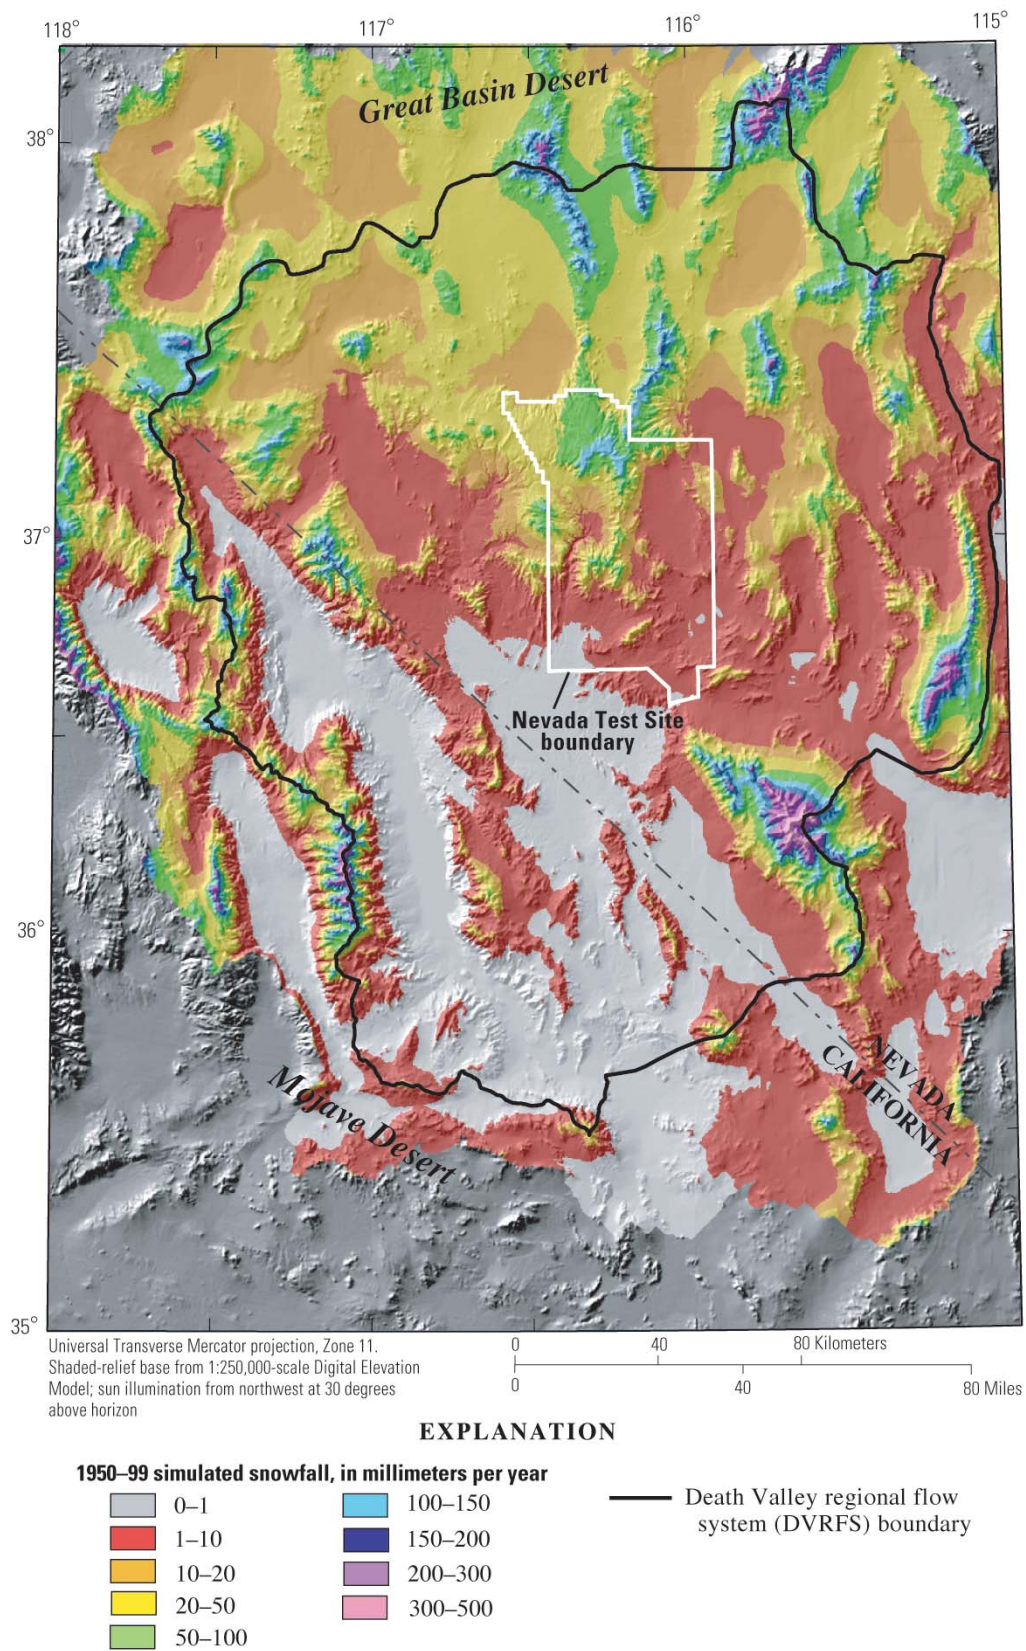 118°
117°
116°
115°
Great Basin Desert
38°
37°
Nevada Test Site
boundary
36°
NEVADA
CALIFORNIA
Mojave Desert
35°
Universal Transverse Mercator projection, Zone 11.
Shaded-relief base from 1:250,000-scale Digital Elevation
Model; sun illumination from northwest at 30 degrees
above horizon
0 40 80 Kilometers
0 40 80 Miles
EXPLANATION
1950–99 simulated snowfall, in millimeters per year
0–1
1–10
10–20
20–50
50–100
100–150
150–200
200–300
300–500
Death Valley regional flow
system (DVRFS) boundary